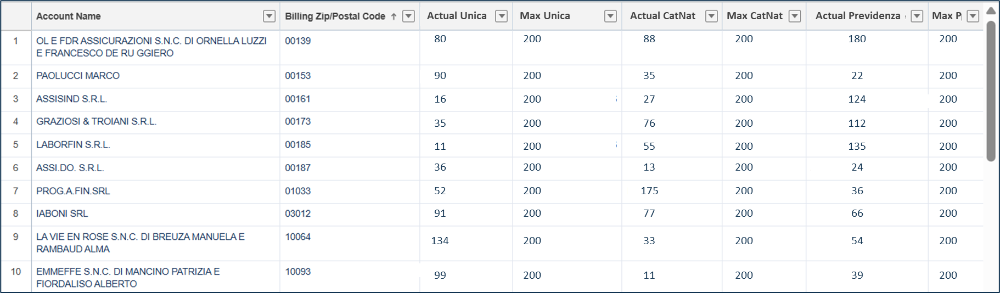 Account Name Billing Zip/Postal Code ↑ Actual Unica Max Unica Actual CatNat Max CatNat Actual Previdenza Max
1 OL E FDR ASSICURAZIONI S.N.C. DI ORNELLA LUZZI 00139 80 200 88 200 180 200
E FRANCESCO DE RU GGIERO
2 PAOLUCCI MARCO 00153 90 200 35 200 22 200
3 ASSISIND S.R.L. 00161 16 200 27 200 124 200
4 GRAZIOSI & TROIANI S.R.L. 00173 35 200 76 200 112 200
5 LABORFIN S.R.L. 00185 11 200 55 200 135 200
6 ASSI.DO. S.R.L. 00187 36 200 13 200 24 200
7 PROG.A.FIN.SRL 01033 52 200 175 200 36 200
8 IABONI SRL 03012 91 200 77 200 66 200
9 LA VIE EN ROSE S.N.C. DI BREUZA MANUELA E 10064 134 200 33 200 54 200
RAMBAUD ALMA
10 EMMEFFE S.N.C. DI MANCINO PATRIZIA E 10093 99 200 11 200 39 200
FIORDALISO ALBERTO